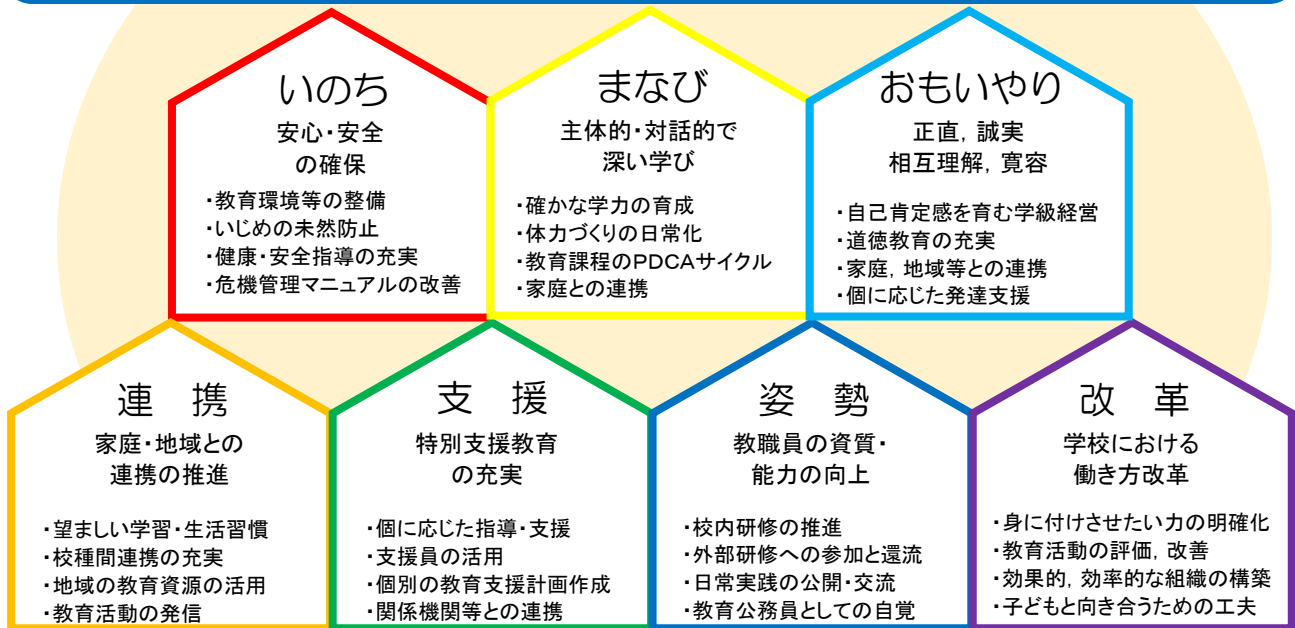 いのち
安心・安全
の確保
・教育環境等の整備
・いじめの未然防止
・健康・安全指導の充実
・危機管理マニュアルの改善
まなび
主体的・対話的で
深い学び
・確かな学力の育成
・体力づくりの日常化
・教育課程のPDCAサイクル
・家庭との連携
おもいやり
正直，誠実
相互理解，寛容
・自己肯定感を育む学級経営
・道徳教育の充実
・家庭，地域等との連携
・個に応じた発達支援
連　携
家庭・地域との
連携の推進
・望ましい学習・生活習慣
・校種間連携の充実
・地域の教育資源の活用
・教育活動の発信
支　援
特別支援教育
の充実
・個に応じた指導・支援
・支援員の活用
・個別の教育支援計画作成
・関係機関等との連携
姿　勢
教職員の資質・
能力の向上
・校内研修の推進
・外部研修への参加と還流
・日常実践の公開・交流
・教育公務員としての自覚
改　革
学校における
働き方改革
・身に付けさせたい力の明確化
・教育活動の評価，改善
・効果的，効率的な組織の構築
・子どもと向き合うための工夫